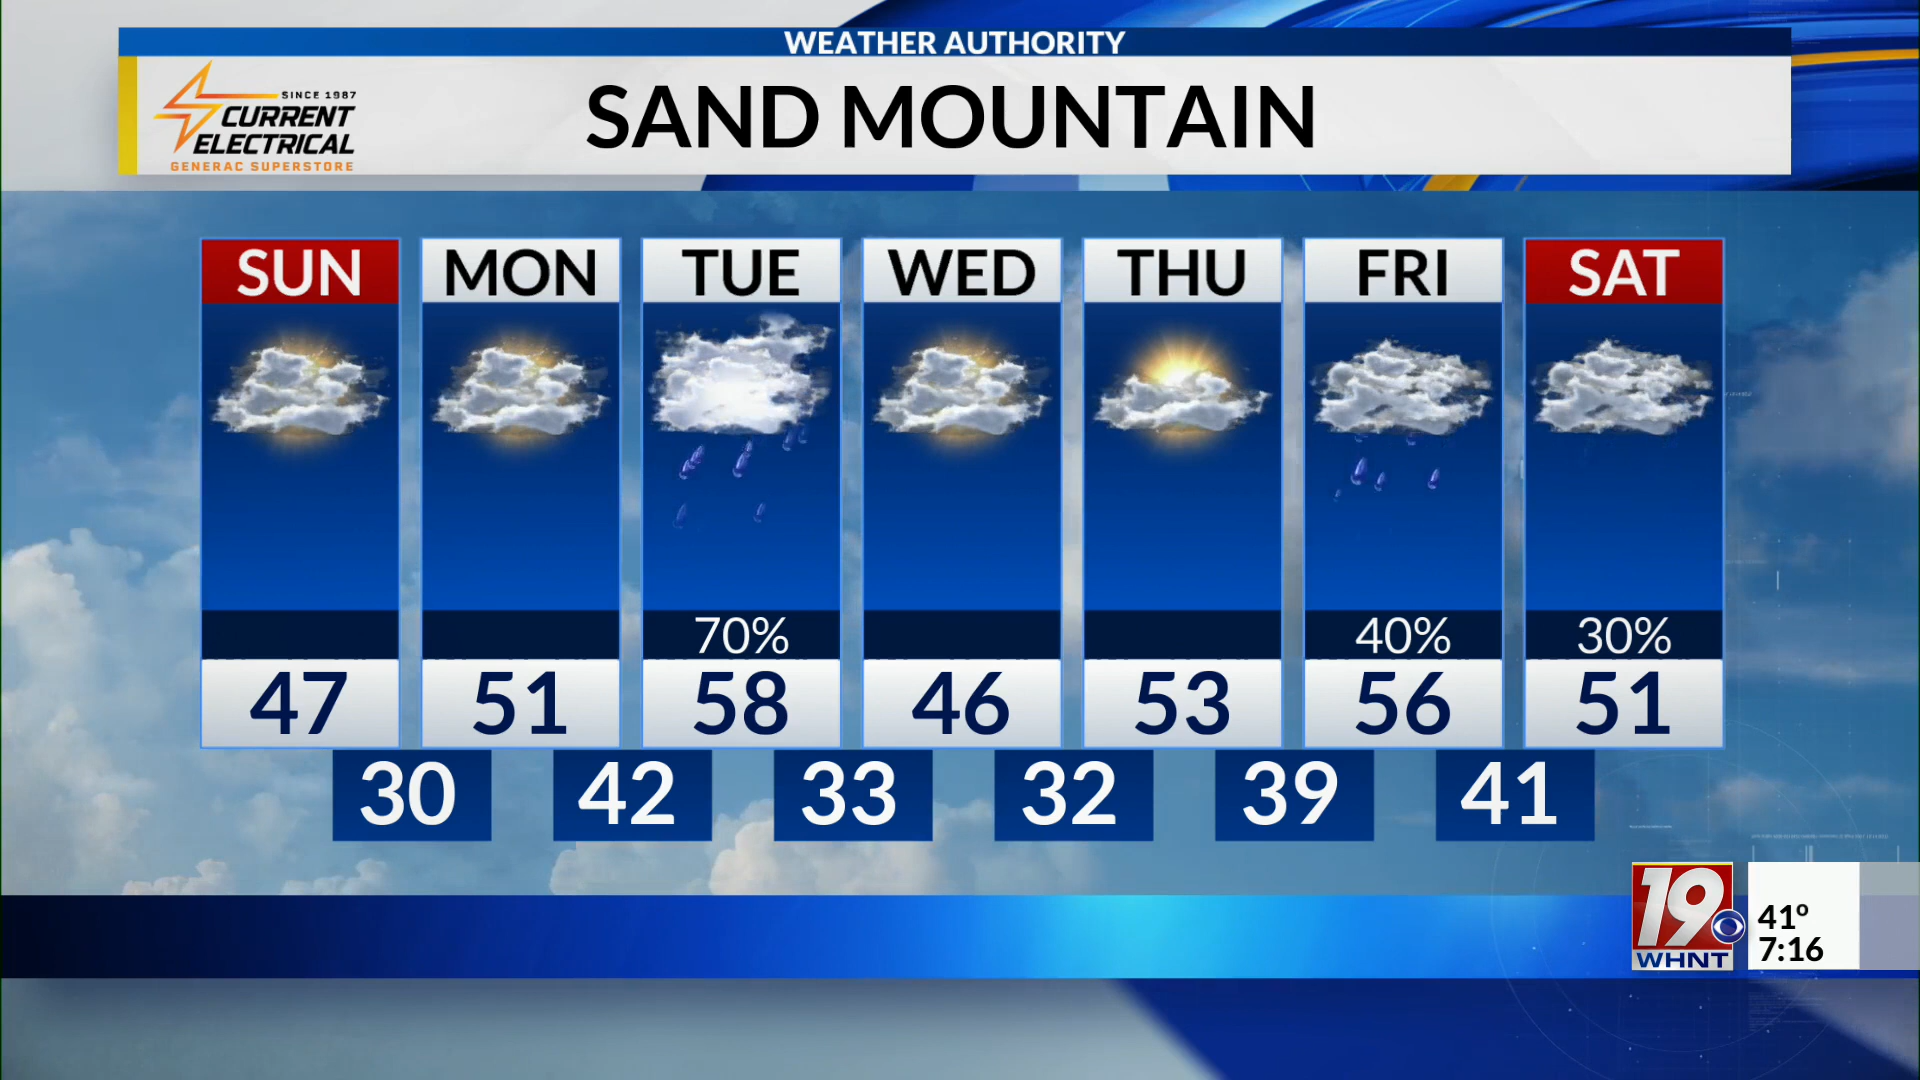 WEATHER AUTHORITY
SINCE 1987
CURRENT
ELECTRICAL
GENERAC SUPERSTORE
SAND MOUNTAIN
SUN MON TUE WED THU FRI SAT
70% 40% 30%
47 51 58 46 53 56 51
30 42 33 32 39 41
19
WHNT
41º
7:16